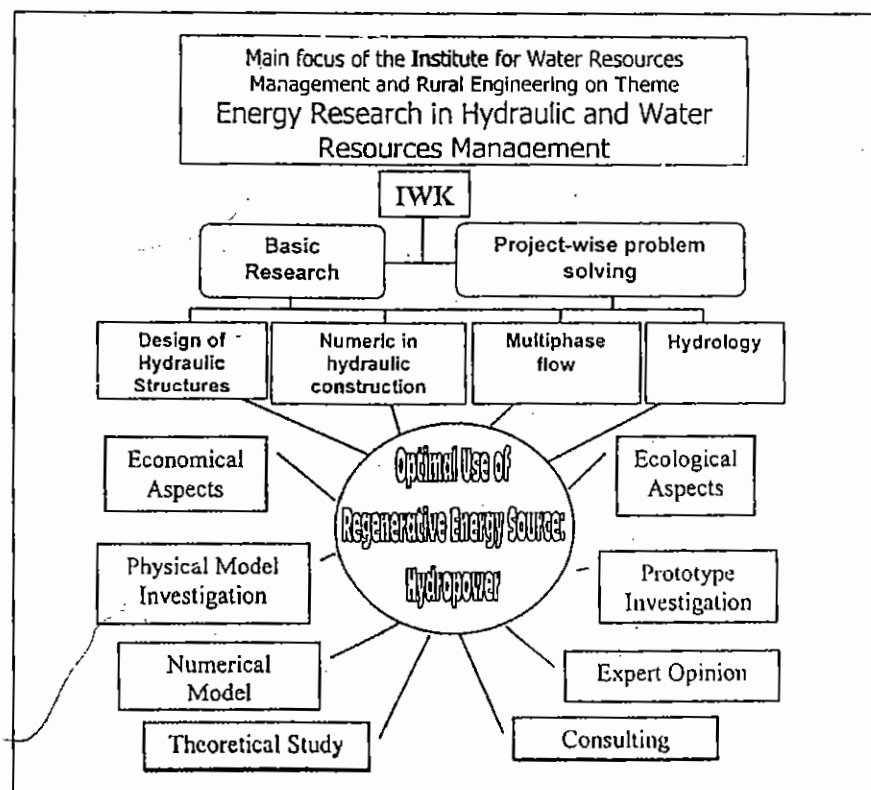 Main focus of the Institute for Water Resources
Management and Rural Engineering on Theme
Energy Research in Hydraulic and Water
Resources Management
IWK
Basic
Research
Project-wise problem
solving
Design of
Hydraulic
Structures
Numeric in
hydraulic
construction
Multiphase
flow
Hydrology
Optimal Use of
Regenerative Energy Source:
Hydropower
Economical
Aspects
Ecological
Aspects
Physical Model
Investigation
Prototype
Investigation
Numerical
Model
Expert Opinion
Theoretical Study
Consulting